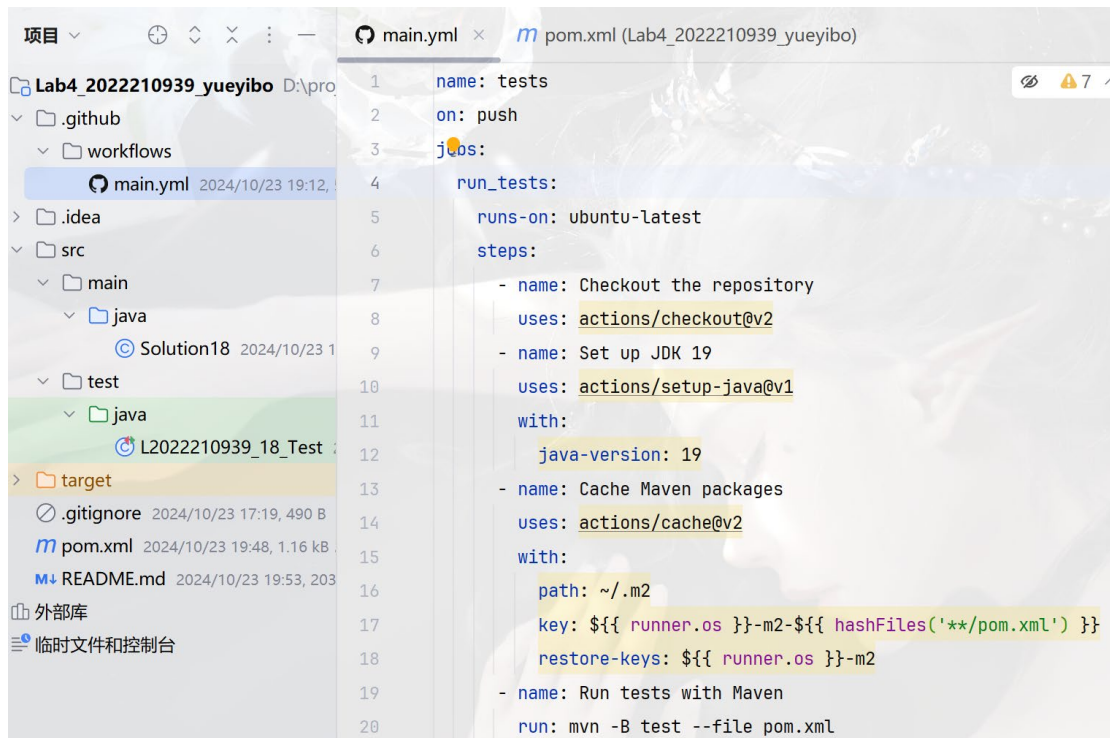 项目
main.yml
pom.xml (Lab4_2022210939_yueyibo)
Lab4_2022210939_yueyibo D:\pro
.github
workflows
main.yml 2024/10/23 19:12,
.idea
src
main
java
Solution18 2024/10/23 1
test
java
L2022210939_18_Test
target
.gitignore 2024/10/23 17:19, 490 B
pom.xml 2024/10/23 19:48, 1.16 kB
README.md 2024/10/23 19:53, 203
外部库
临时文件和控制台
7
1 name: tests
2 on: push
3 jobs:
4 run_tests:
5 runs-on: ubuntu-latest
6 steps:
7 - name: Checkout the repository
8 uses: actions/checkout@v2
9 - name: Set up JDK 19
10 uses: actions/setup-java@v1
11 with:
12 java-version: 19
13 - name: Cache Maven packages
14 uses: actions/cache@v2
15 with:
16 path: ~/.m2
17 key: ${{ runner.os }}-m2-${{ hashFiles('**/pom.xml') }}
18 restore-keys: ${{ runner.os }}-m2
19 - name: Run tests with Maven
20 run: mvn -B test --file pom.xml